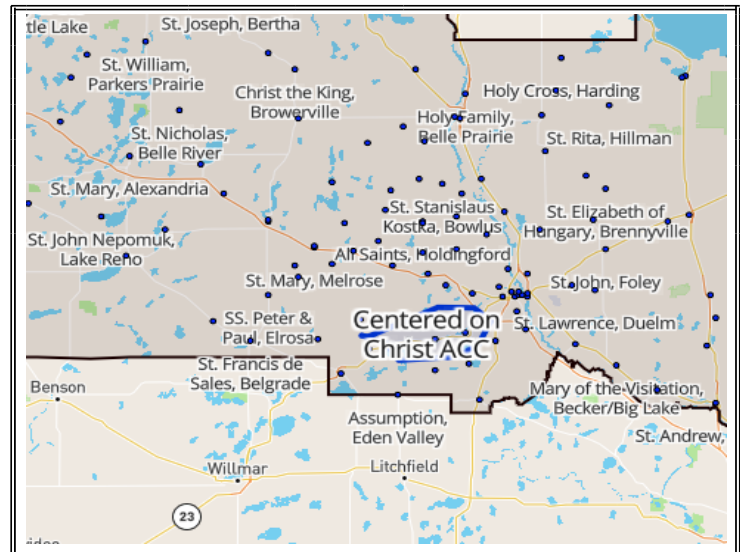 tle Lake
St. Joseph, Bertha
St. William,
Parkers Prairie
Christ the King,
Browerville
Holy Cross, Harding
Holy Family,
Belle Prairie
St. Nicholas,
Belle River
St. Rita, Hillman
St. Mary, Alexandria
St. Stanislaus
Kostka, Bowlus
St. Elizabeth of
Hungary, Brennyville
St. John Nepomuk,
Lake Reno
All Saints, Holdingford
St. Mary, Melrose
St. John, Foley
SS. Peter &
Paul, Elrosa
Centered on
Christ ACC
St. Lawrence, Duelm
St. Francis de
Sales, Belgrade
Benson
Mary of the Visitation,
Becker/Big Lake
Assumption,
Eden Valley
St. Andrew,
Willmar
Litchfield
23